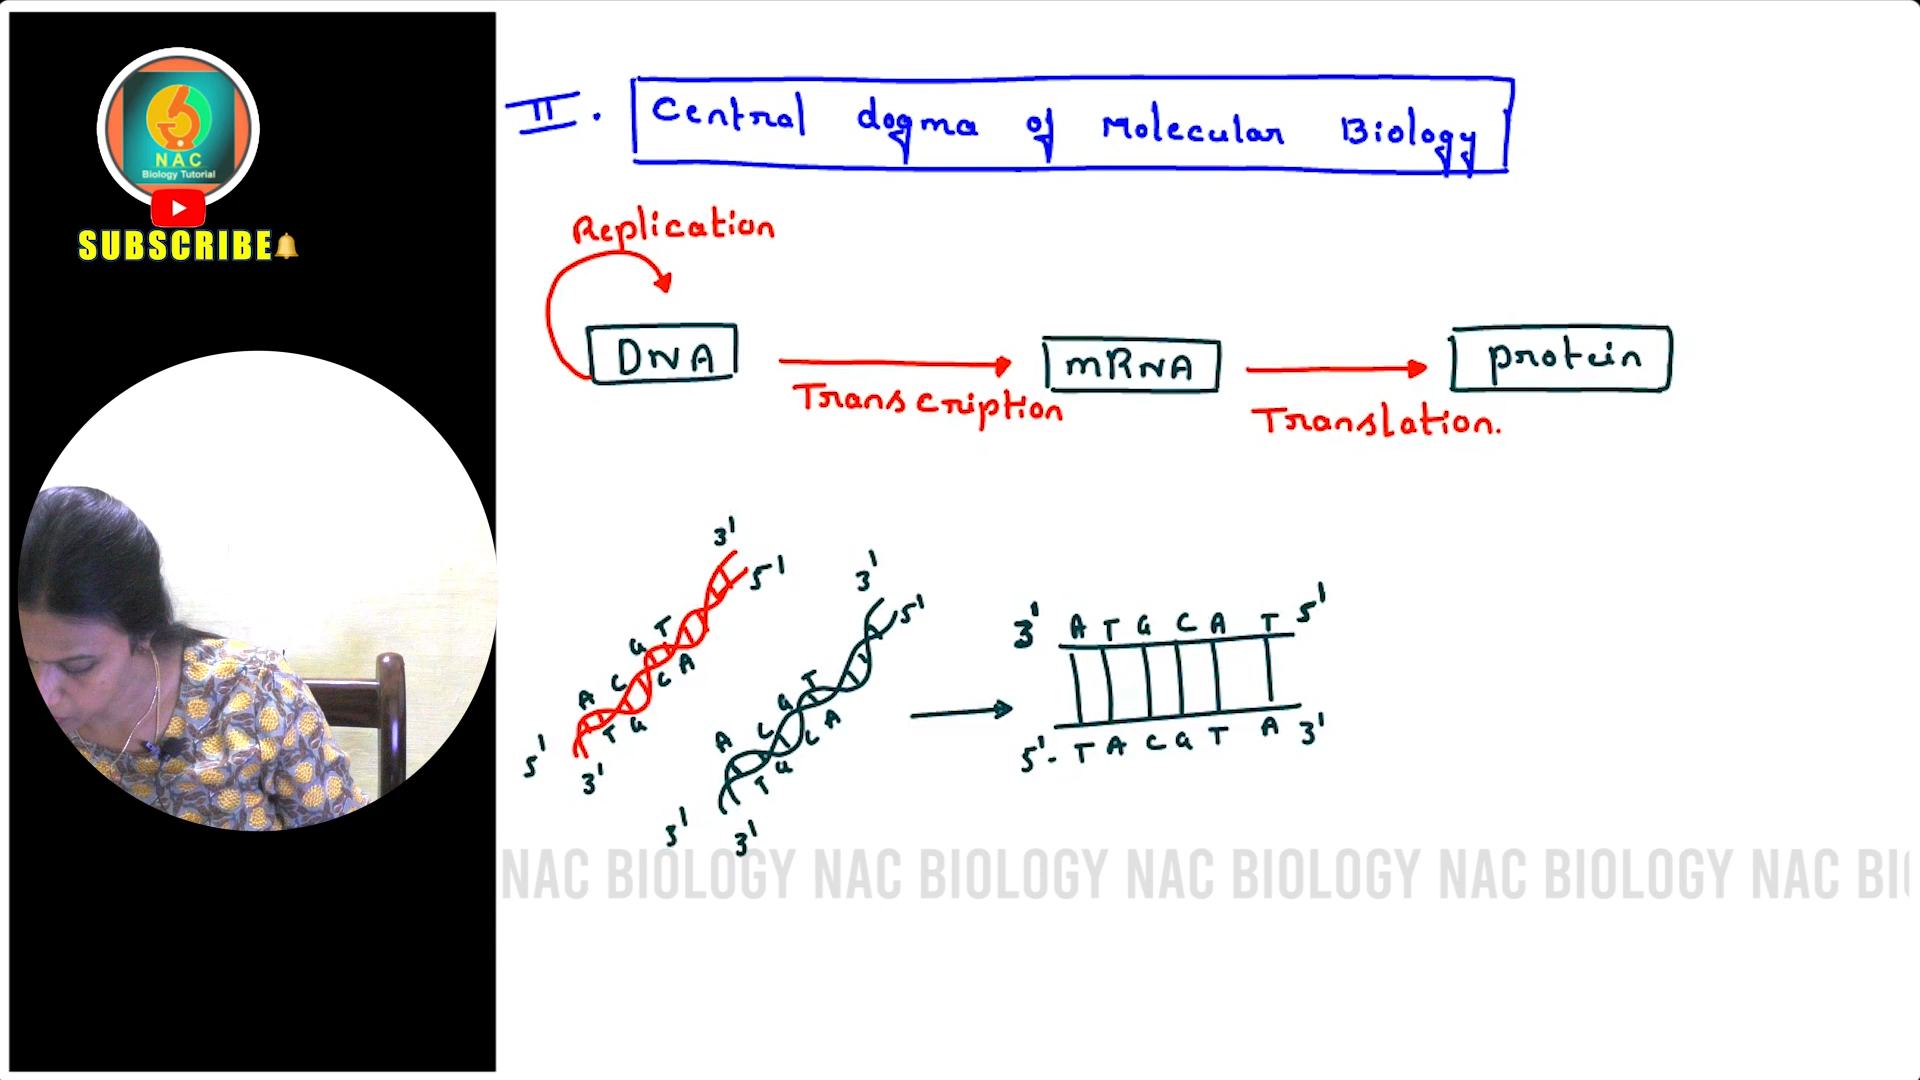 NAC
Biology Tutorial
SUBSCRIBE
II. Central dogma of Molecular Biology
Replication
DNA
mRNA
protein
Transcription
Translation.
3'
5'
3'
5'
T
G
A
C
C
A
A
T
G
5'
3'
T
G
A
C
C
A
A
T
G
3'
3'
3' A T G C A T 5'
5'- T A C G T A 3'
NAC BIOLOGY NAC BIOLOGY NAC BIOLOGY NAC BIOLOGY NAC BI